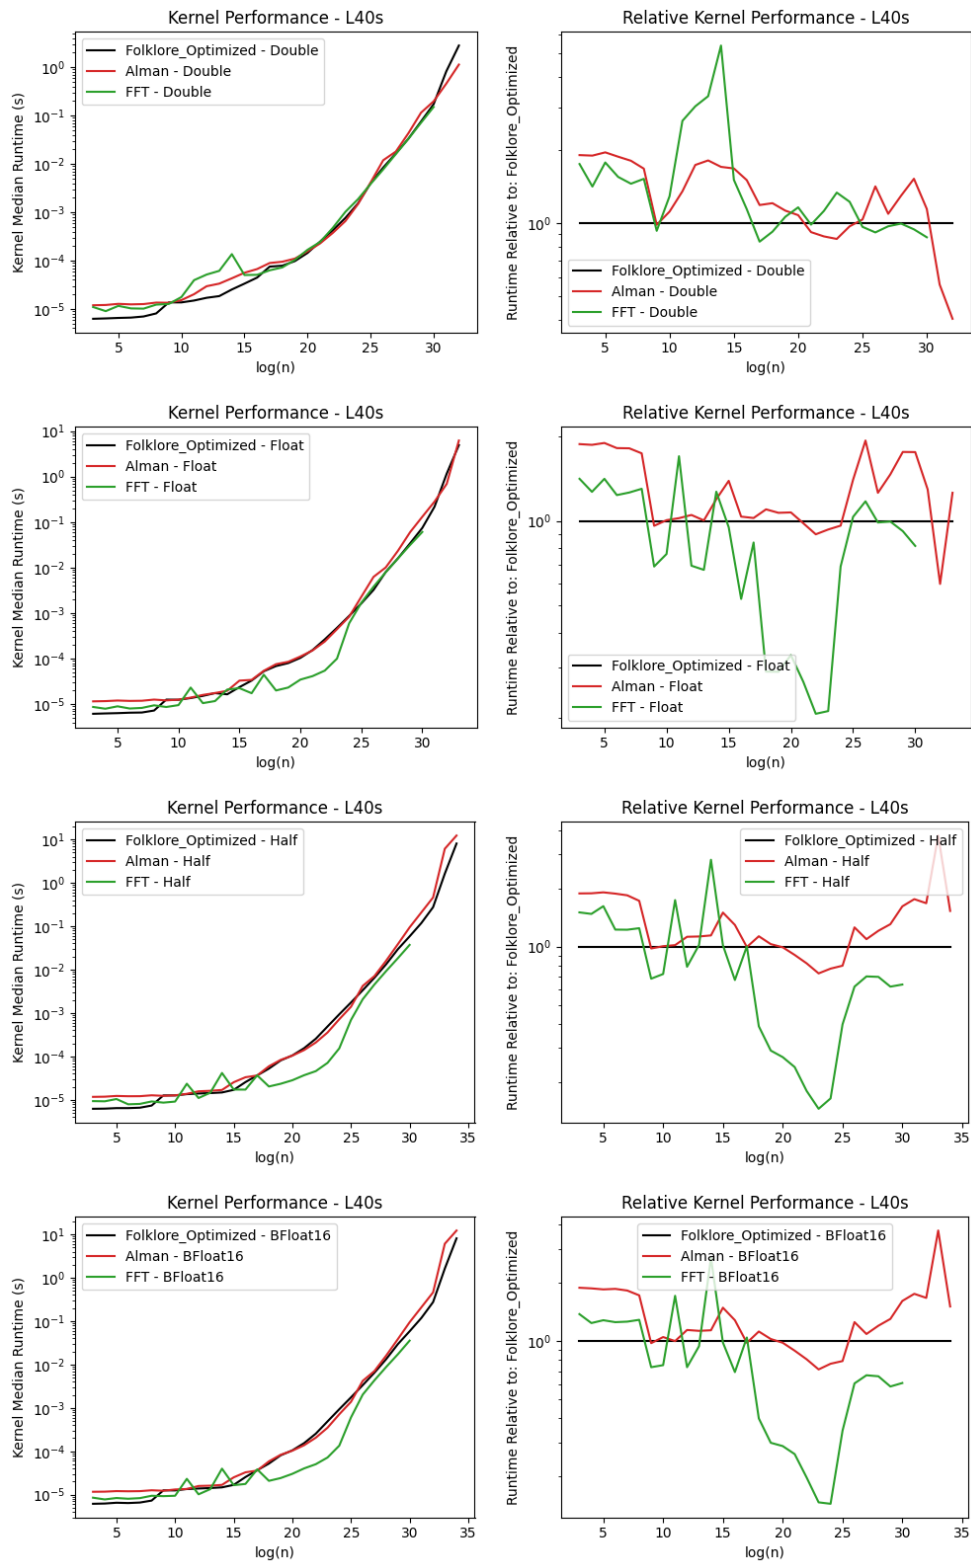 Kernel Performance - L40s
Kernel Median Runtime (s)
10^0
10^-1
10^-2
10^-3
10^-4
10^-5
Folklore_Optimized - Double
Alman - Double
FFT - Double
5 10 15 20 25 30
log(n)
Relative Kernel Performance - L40s
Runtime Relative to: Folklore_Optimized
10^0
Folklore_Optimized - Double
Alman - Double
FFT - Double
5 10 15 20 25 30
log(n)
Kernel Performance - L40s
Kernel Median Runtime (s)
10^1
10^0
10^-1
10^-2
10^-3
10^-4
10^-5
Folklore_Optimized - Float
Alman - Float
FFT - Float
5 10 15 20 25 30
log(n)
Relative Kernel Performance - L40s
Runtime Relative to: Folklore_Optimized
10^0
Folklore_Optimized - Float
Alman - Float
FFT - Float
5 10 15 20 25 30
log(n)
Kernel Performance - L40s
Kernel Median Runtime (s)
10^1
10^0
10^-1
10^-2
10^-3
10^-4
10^-5
Folklore_Optimized - Half
Alman - Half
FFT - Half
5 10 15 20 25 30 35
log(n)
Relative Kernel Performance - L40s
Runtime Relative to: Folklore_Optimized
10^0
Folklore_Optimized - Half
Alman - Half
FFT - Half
5 10 15 20 25 30 35
log(n)
Kernel Performance - L40s
Kernel Median Runtime (s)
10^1
10^0
10^-1
10^-2
10^-3
10^-4
10^-5
Folklore_Optimized - BFloat16
Alman - BFloat16
FFT - BFloat16
5 10 15 20 25 30 35
log(n)
Relative Kernel Performance - L40s
Runtime Relative to: Folklore_Optimized
10^0
Folklore_Optimized - BFloat16
Alman - BFloat16
FFT - BFloat16
5 10 15 20 25 30 35
log(n)